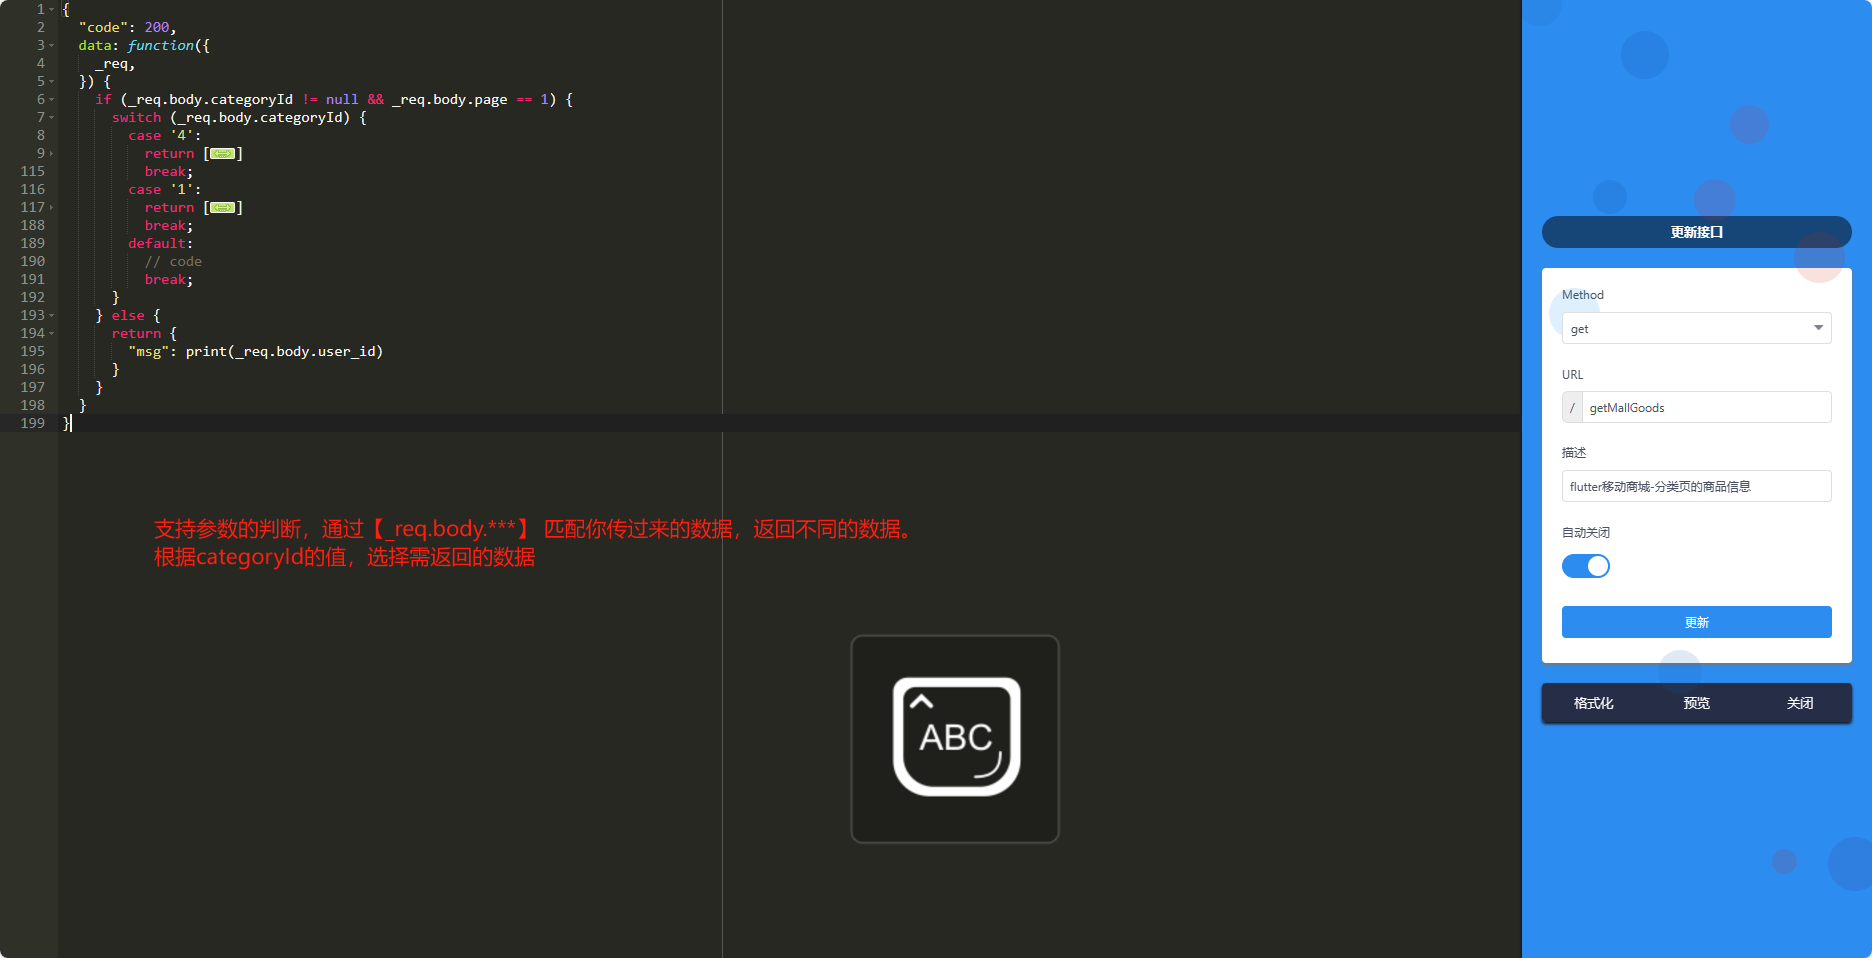 1 {
2 "code": 200,
3 data: function({
4 _req,
5 }) {
6 if (_req.body.categoryId != null && _req.body.page == 1) {
7 switch (_req.body.categoryId) {
8 case '4':
9 return [ ]
115 break;
116 case '1':
117 return [ ]
188 break;
189 default:
190 // code
191 break;
192 }
193 } else {
194 return {
195 "msg": print(_req.body.user_id)
196 }
197 }
198 }
199 }
支持参数的判断，通过【_req.body.***】 匹配你传过来的数据，返回不同的数据。
根据categoryId的值，选择需返回的数据
ABC
更新接口
Method
get
URL
/ getMallGoods
描述
flutter移动商城-分类页的商品信息
自动关闭
更新
格式化 预览 关闭